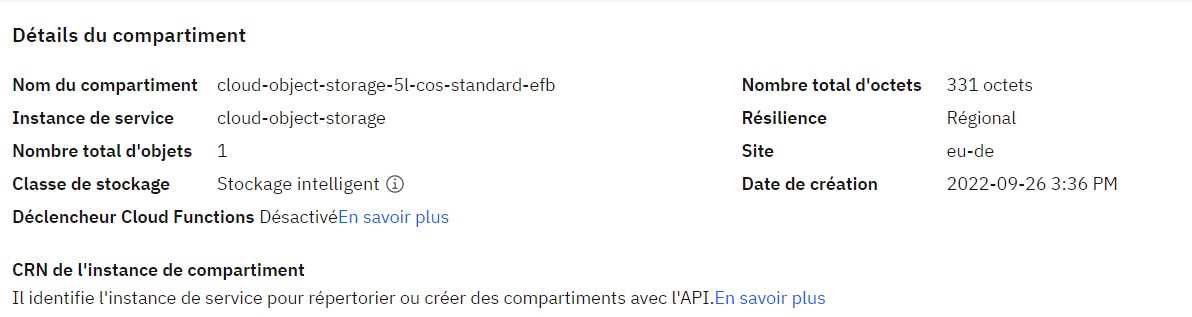 Détails du compartiment
Nom du compartiment cloud-object-storage-5l-cos-standard-efb
Nombre total d'octets 331 octets
Instance de service cloud-object-storage
Résilience Régional
Nombre total d'objets 1
Site eu-de
Classe de stockage Stockage intelligent
Date de création 2022-09-26 3:36 PM
Déclencheur Cloud Functions DésactivéEn savoir plus
CRN de l'instance de compartiment
Il identifie l'instance de service pour répertorier ou créer des compartiments avec l'API.En savoir plus